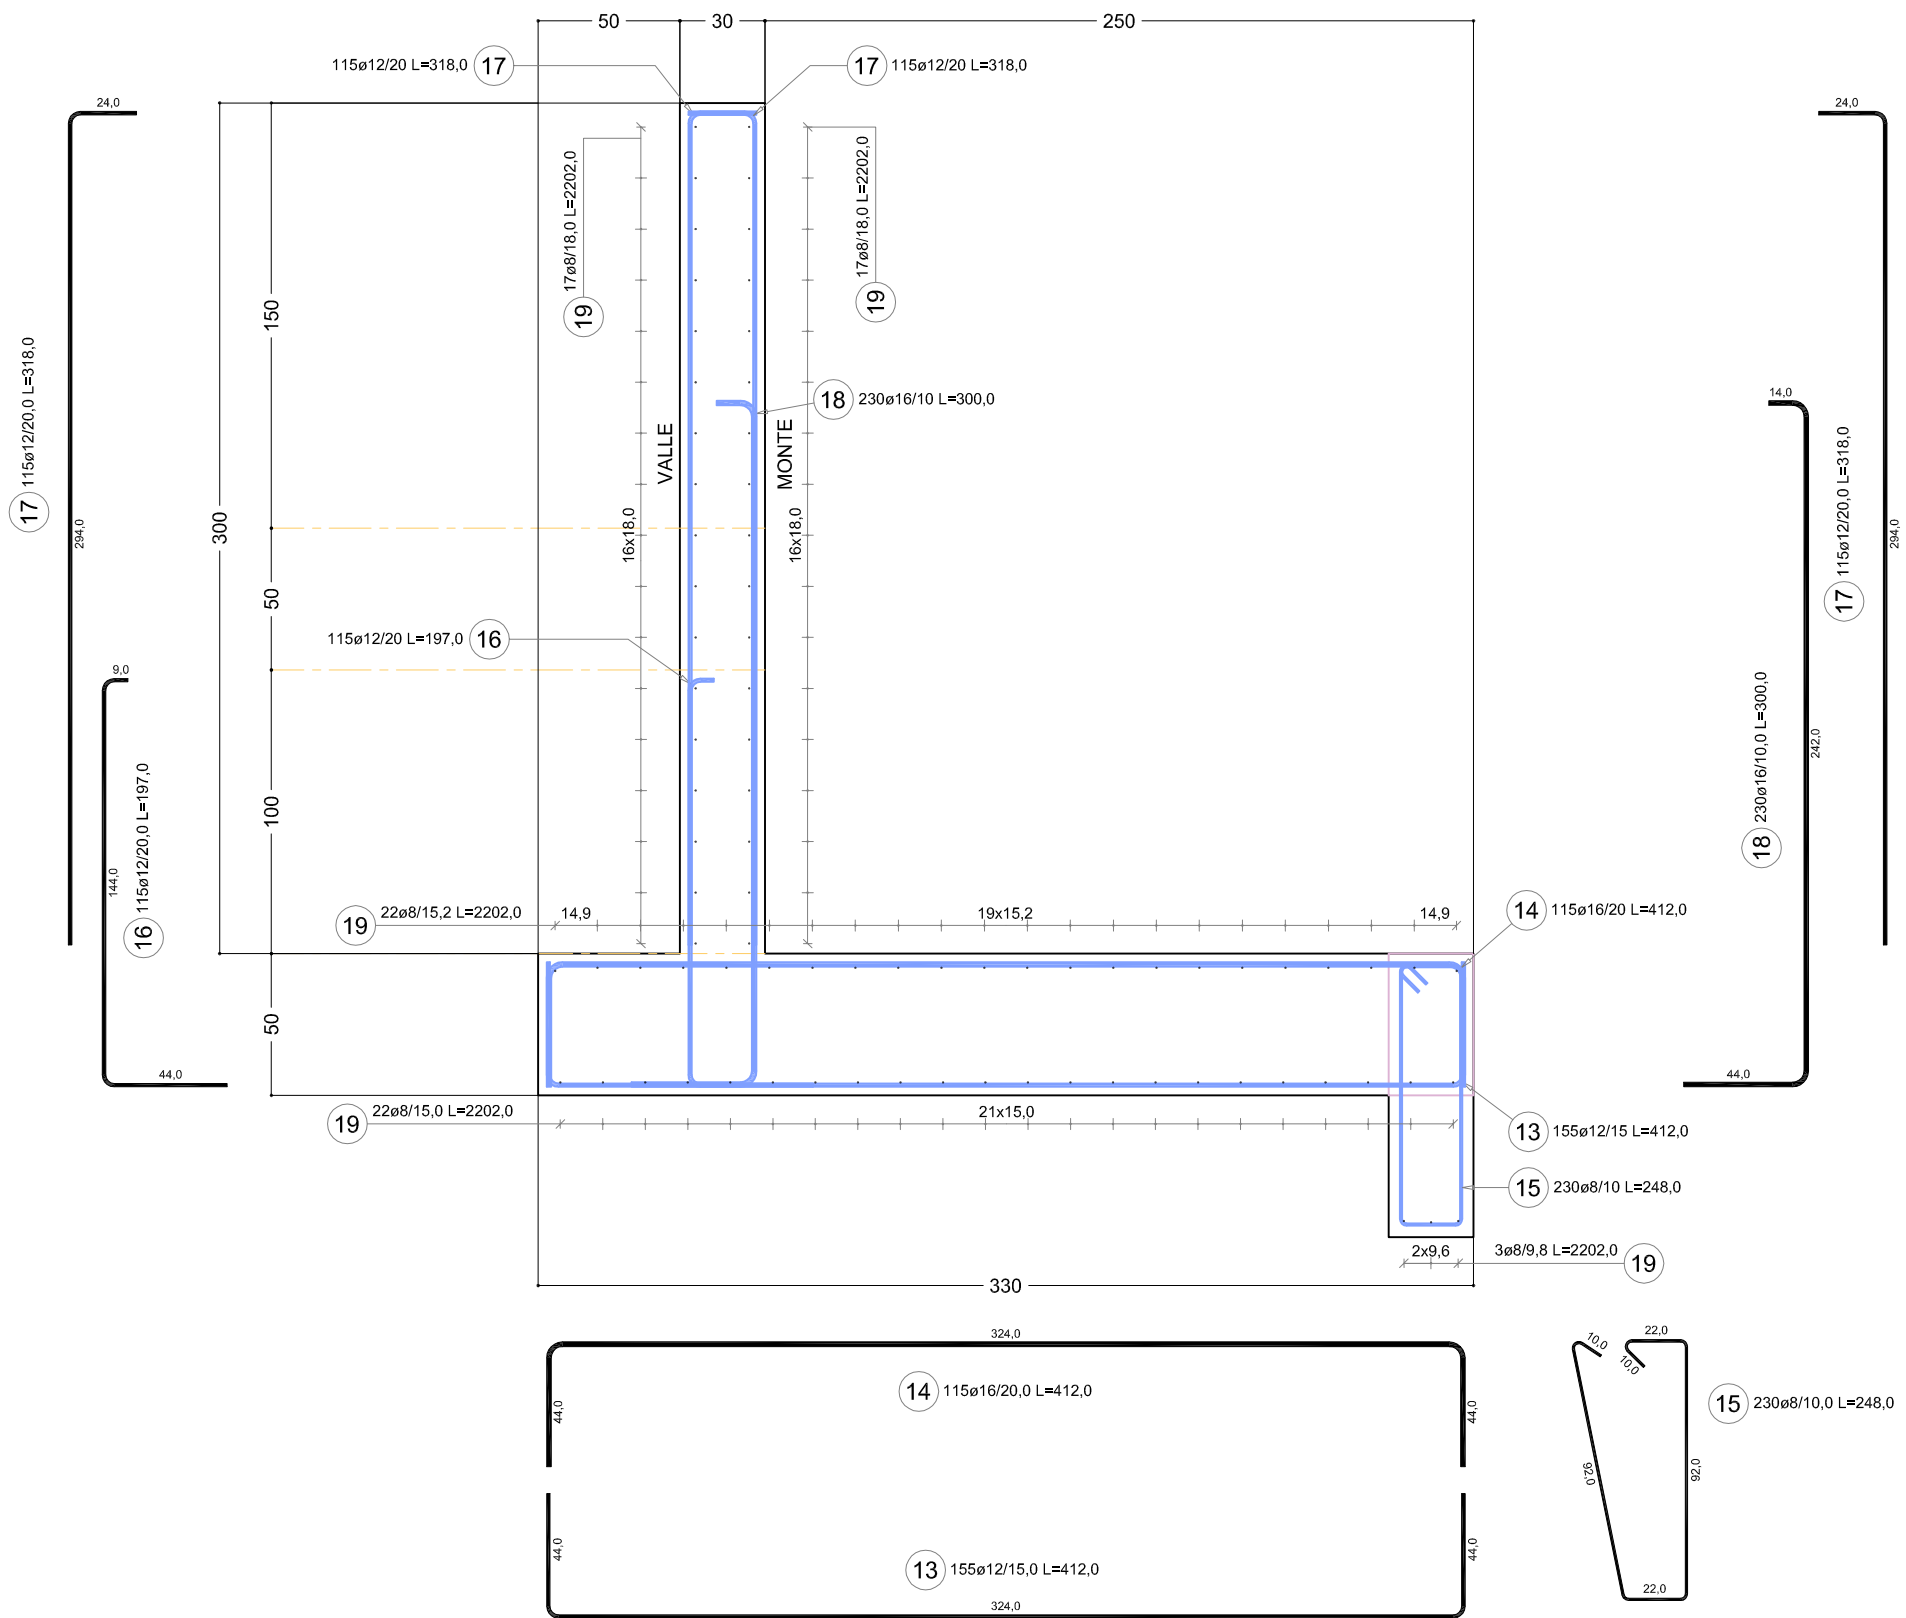 50
30
250
115ø12/20 L=318,0 17
17 115ø12/20 L=318,0
24,0
24,0
17ø8/18,0 L=2202,0
19
17ø8/18,0 L=2202,0
19
150
17 115ø12/20,0 L=318,0
294,0
300
18 230ø16/10 L=300,0
14,0
VALLE
MONTE
16x18,0
16x18,0
17 115ø12/20,0 L=318,0
294,0
50
115ø12/20 L=197,0 16
9,0
18 230ø16/10,0 L=300,0
242,0
100
16 115ø12/20,0 L=197,0
144,0
44,0
19 22ø8/15,2 L=2202,0
14,9
19x15,2
14,9
14 115ø16/20 L=412,0
50
44,0
19 22ø8/15,0 L=2202,0
21x15,0
13 155ø12/15 L=412,0
15 230ø8/10 L=248,0
2x9,6
3ø8/9,8 L=2202,0 19
330
324,0
44,0
14 115ø16/20,0 L=412,0
44,0
10,0
10,0
22,0
92,0
92,0
22,0
15 230ø8/10,0 L=248,0
44,0
13 155ø12/15,0 L=412,0
44,0
324,0